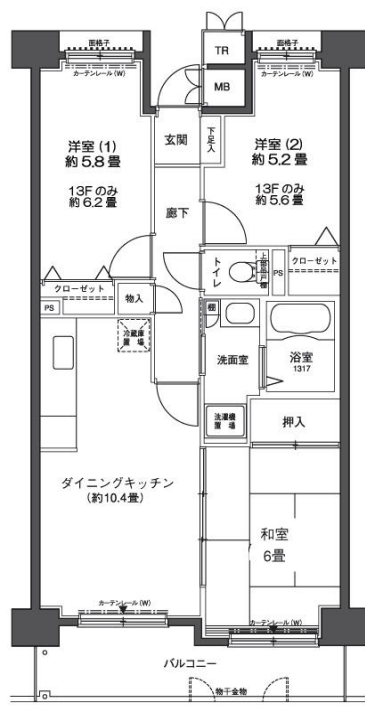 面格子
TR
面格子
カーテンレール(W)
MB
カーテンレール(W)
洋室(1)
約5.8畳
13Fのみ
約6.2畳
玄関
下足入
洋室(2)
約5.2畳
13Fのみ
約5.6畳
廊下
トイレ
上部吊戸棚
PS
クローゼット
クローゼット
物入
PS
冷蔵庫
置場
棚
洗面室
浴室
1317
洗濯機
置場
押入
ダイニングキッチン
(約10.4畳)
和室
6畳
カーテンレール(W)
カーテンレール(W)
バルコニー
物干金物